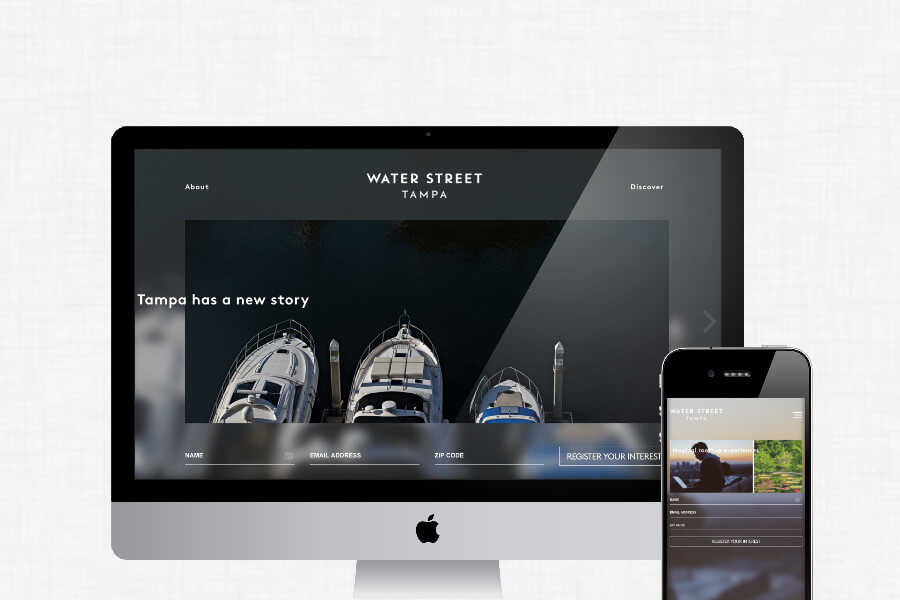 About
WATER STREET
TAMPA
Discover
Tampa has a new story
NAME
EMAIL ADDRESS
ZIP CODE
REGISTER YOUR INTEREST
WATER STREET
TAMPA
Magical rooftop experiences
NAME
EMAIL ADDRESS
ZIP CODE
REGISTER YOUR INTEREST